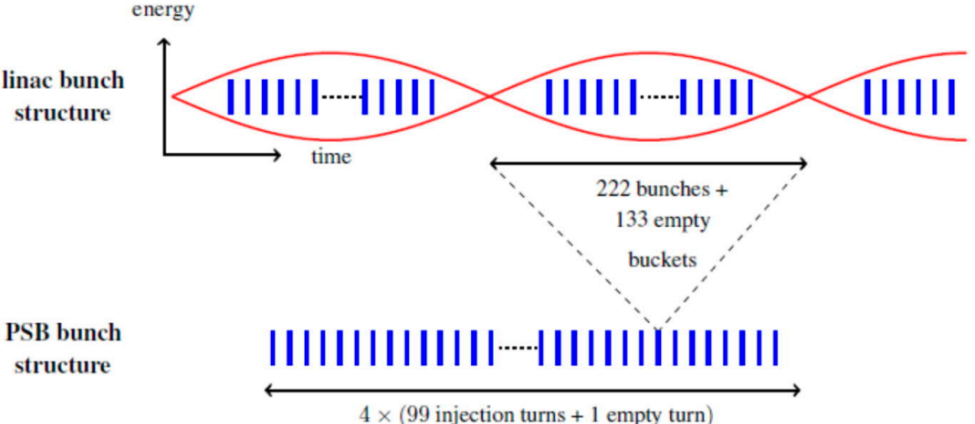 energy
linac bunch
structure
time
222 bunches +
133 empty
buckets
PSB bunch
structure
4 × (99 injection turns + 1 empty turn)